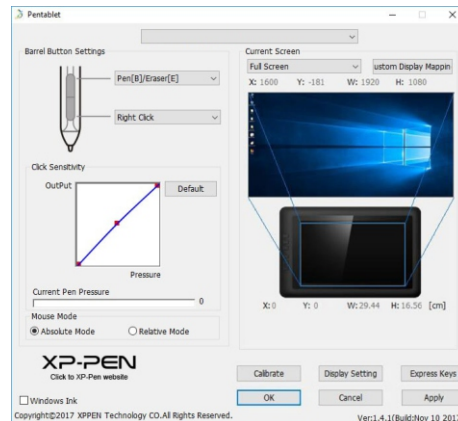 Pentablet
Barrel Button Settings
Pen[B]/Eraser[E]
Right Click
Click Sensitivity
OutPut
Default
Pressure
Current Pen Pressure
0
Mouse Mode
Absolute Mode
Relative Mode
XP-PEN
Click to XP-Pen website
Windows Ink
Copyright©2017 XPPEN Technology CO.All Rights Reserved.
Current Screen
Full Screen
ustom Display Mappin
X: 1600 Y: -181 W: 1920 H: 1080
X: 0 Y: 0 W: 29.44 H: 16.56 [cm]
Calibrate
Display Setting
Express Keys
OK
Cancel
Apply
Ver:1.4.1(Build:Nov 10 2017